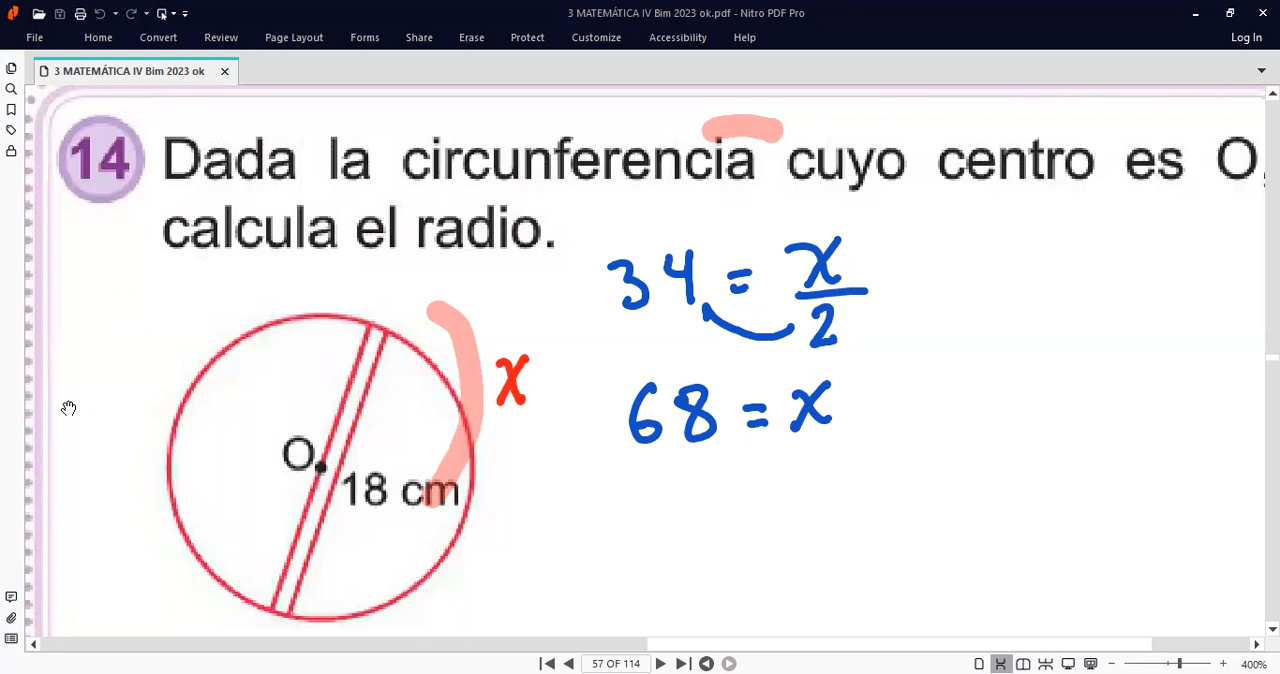 3 MATEMÁTICA IV Bim 2023 ok.pdf - Nitro PDF Pro
File Home Convert Review Page Layout Forms Share Erase Protect Customize Accessibility Help Log In
3 MATEMÁTICA IV Bim 2023 ok
14 Dada la circunferencia cuyo centro es O,
calcula el radio.
34 = x/2
x
68 = x
O
18 cm
57 OF 114
400%